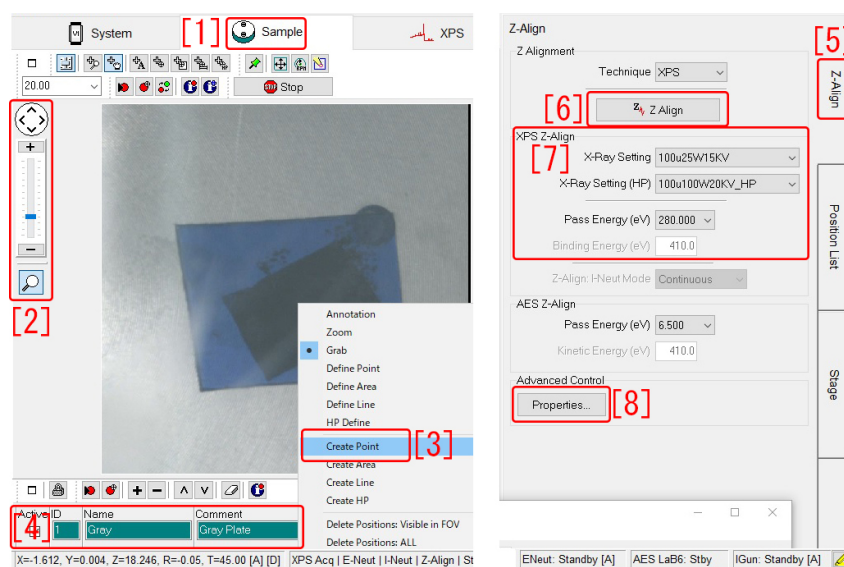 System
[1]
Sample
XPS
20.00
Stop
[2]
Annotation
Zoom
Grab
Define Point
Define Area
Define Line
HP Define
Create Point
[3]
Create Area
Create Line
Create HP
Delete Positions: Visible in FOV
Delete Positions: ALL
Active ID Name Comment
[4]
1 Gray Gray Plate
X=-1.612, Y=0.004, Z=18.246, R=-0.05, T=45.00 [A] [D] XPS Acq | E-Neut | I-Neut | Z-Align | St
Z-Align
[5]
Z Alignment
Technique XPS
[6]
Z Align
XPS Z-Align
[7]
X-Ray Setting 100u25W15KV
X-Ray Setting (HP) 100u100W20KV_HP
Pass Energy (eV) 280.000
Binding Energy (eV) 410.0
Z-Align: I-Neut Mode Continuous
AES Z-Align
Pass Energy (eV) 6.500
Kinetic Energy (eV) 410.0
Advanced Control
Properties...
[8]
Z-Align
Position List
Stage
ENeut: Standby [A] AES LaB6: Stby IGun: Standby [A]